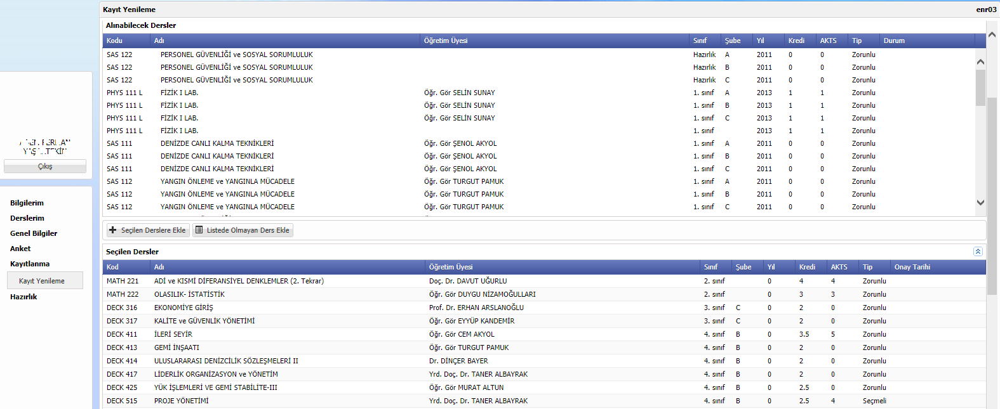 Kayıt Yenileme enr03
Alınabilecek Dersler
Kodu Adı Öğretim Üyesi Sınıf Şube Yıl Kredi AKTS Tip Durum
SAS 122 PERSONEL GÜVENLİĞİ ve SOSYAL SORUMLULUK Hazırlık A 2011 0 0 Zorunlu
SAS 122 PERSONEL GÜVENLİĞİ ve SOSYAL SORUMLULUK Hazırlık B 2011 0 0 Zorunlu
SAS 122 PERSONEL GÜVENLİĞİ ve SOSYAL SORUMLULUK Hazırlık C 2011 0 0 Zorunlu
PHYS 111 L FİZİK I LAB. Öğr. Gör SELİN SUNAY 1. sınıf A 2013 1 1 Zorunlu
PHYS 111 L FİZİK I LAB. Öğr. Gör SELİN SUNAY 1. sınıf B 2013 1 1 Zorunlu
PHYS 111 L FİZİK I LAB. Öğr. Gör SELİN SUNAY 1. sınıf C 2013 1 1 Zorunlu
PHYS 111 L FİZİK I LAB. 1. sınıf 2013 1 1 Zorunlu
SAS 111 DENİZDE CANLI KALMA TEKNİKLERİ Öğr. Gör ŞENOL AKYOL 1. sınıf A 2011 0 0 Zorunlu
SAS 111 DENİZDE CANLI KALMA TEKNİKLERİ Öğr. Gör ŞENOL AKYOL 1. sınıf B 2011 0 0 Zorunlu
SAS 111 DENİZDE CANLI KALMA TEKNİKLERİ Öğr. Gör ŞENOL AKYOL 1. sınıf C 2011 0 0 Zorunlu
SAS 112 YANGIN ÖNLEME ve YANGINLA MÜCADELE Öğr. Gör TURGUT PAMUK 1. sınıf A 2011 0 0 Zorunlu
SAS 112 YANGIN ÖNLEME ve YANGINLA MÜCADELE Öğr. Gör TURGUT PAMUK 1. sınıf B 2011 0 0 Zorunlu
SAS 112 YANGIN ÖNLEME ve YANGINLA MÜCADELE Öğr. Gör TURGUT PAMUK 1. sınıf C 2011 0 0 Zorunlu
Seçilen Derslere Ekle Listede Olmayan Ders Ekle
Seçilen Dersler
Kod Adı Öğretim Üyesi Sınıf Şube Yıl Kredi AKTS Tip Onay Tarihi
MATH 221 ADİ ve KISMİ DİFERANSİYEL DENKLEMLER (2. Tekrar) Doç. Dr. DAVUT UĞURLU 2. sınıf 0 4 4 Zorunlu
MATH 222 OLASILIK- İSTATİSTİK Öğr. Gör DUYGU NİZAMOĞULLARI 2. sınıf 0 3 3 Zorunlu
DECK 316 EKONOMİYE GİRİŞ Prof. Dr. ERHAN ARSLANOĞLU 3. sınıf C 0 2 0 Zorunlu
DECK 317 KALİTE ve GÜVENLİK YÖNETİMİ Öğr. Gör EYYÜP KANDEMİR 3. sınıf C 0 2 0 Zorunlu
DECK 411 İLERİ SEYİR Öğr. Gör CEM AKYOL 4. sınıf B 0 3.5 5 Zorunlu
DECK 413 GEMİ İNŞAATI Öğr. Gör TURGUT PAMUK 4. sınıf B 0 2 0 Zorunlu
DECK 414 ULUSLARARASI DENİZCİLİK SÖZLEŞMELERİ II Dr. DİNÇER BAYER 4. sınıf B 0 2 0 Zorunlu
DECK 417 LİDERLİK ORGANİZASYON ve YÖNETİM Yrd. Doç. Dr. TANER ALBAYRAK 4. sınıf B 0 2 0 Zorunlu
DECK 425 YÜK İŞLEMLERİ VE GEMİ STABİLİTE-III Öğr. Gör MURAT ALTUN 4. sınıf B 0 2.5 0 Zorunlu
DECK 515 PROJE YÖNETİMİ Yrd. Doç. Dr. TANER ALBAYRAK 4. sınıf B 0 2.5 4 Seçmeli
Çıkış
Bilgilerim
Derslerim
Genel Bilgiler
Anket
Kayıtlanma
Kayıt Yenileme
Hazırlık